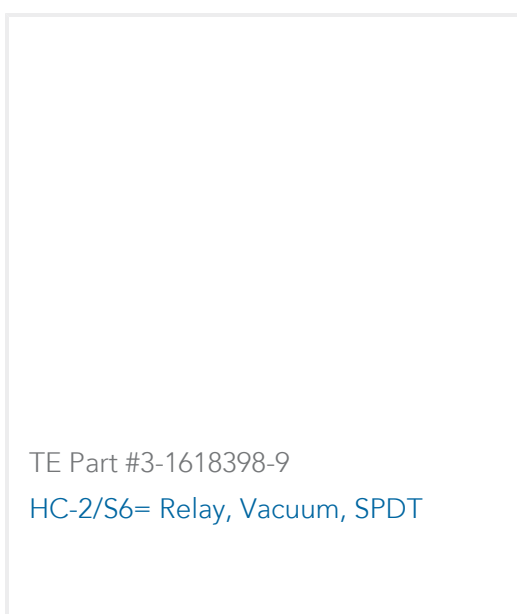 TE Part #3-1618398-9
HC-2/S6= Relay, Vacuum, SPDT